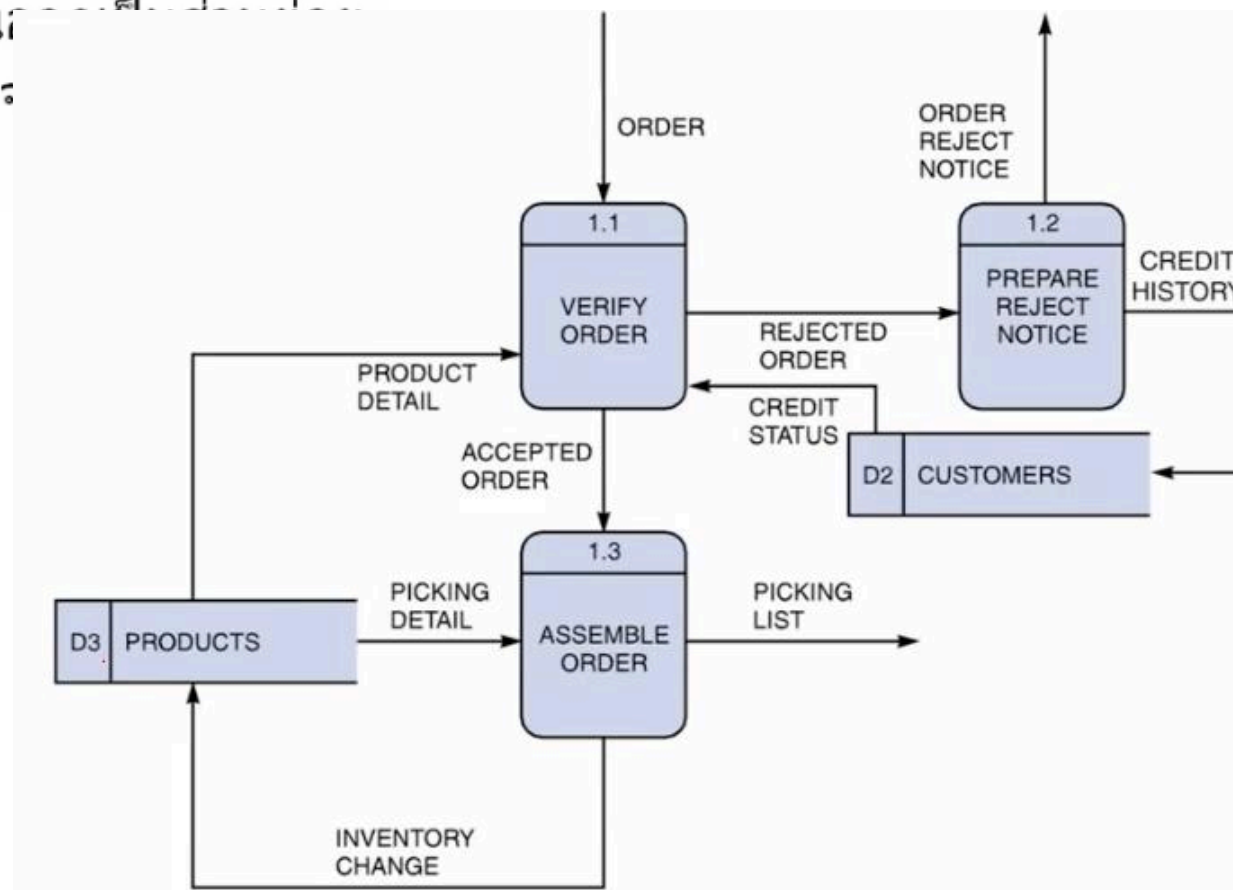 ORDER
ORDER
REJECT
NOTICE
1.1
VERIFY
ORDER
1.2
PREPARE
REJECT
NOTICE
CREDIT
HISTORY
REJECTED
ORDER
PRODUCT
DETAIL
CREDIT
STATUS
ACCEPTED
ORDER
D2 CUSTOMERS
1.3
ASSEMBLE
ORDER
PICKING
DETAIL
PICKING
LIST
D3 PRODUCTS
INVENTORY
CHANGE